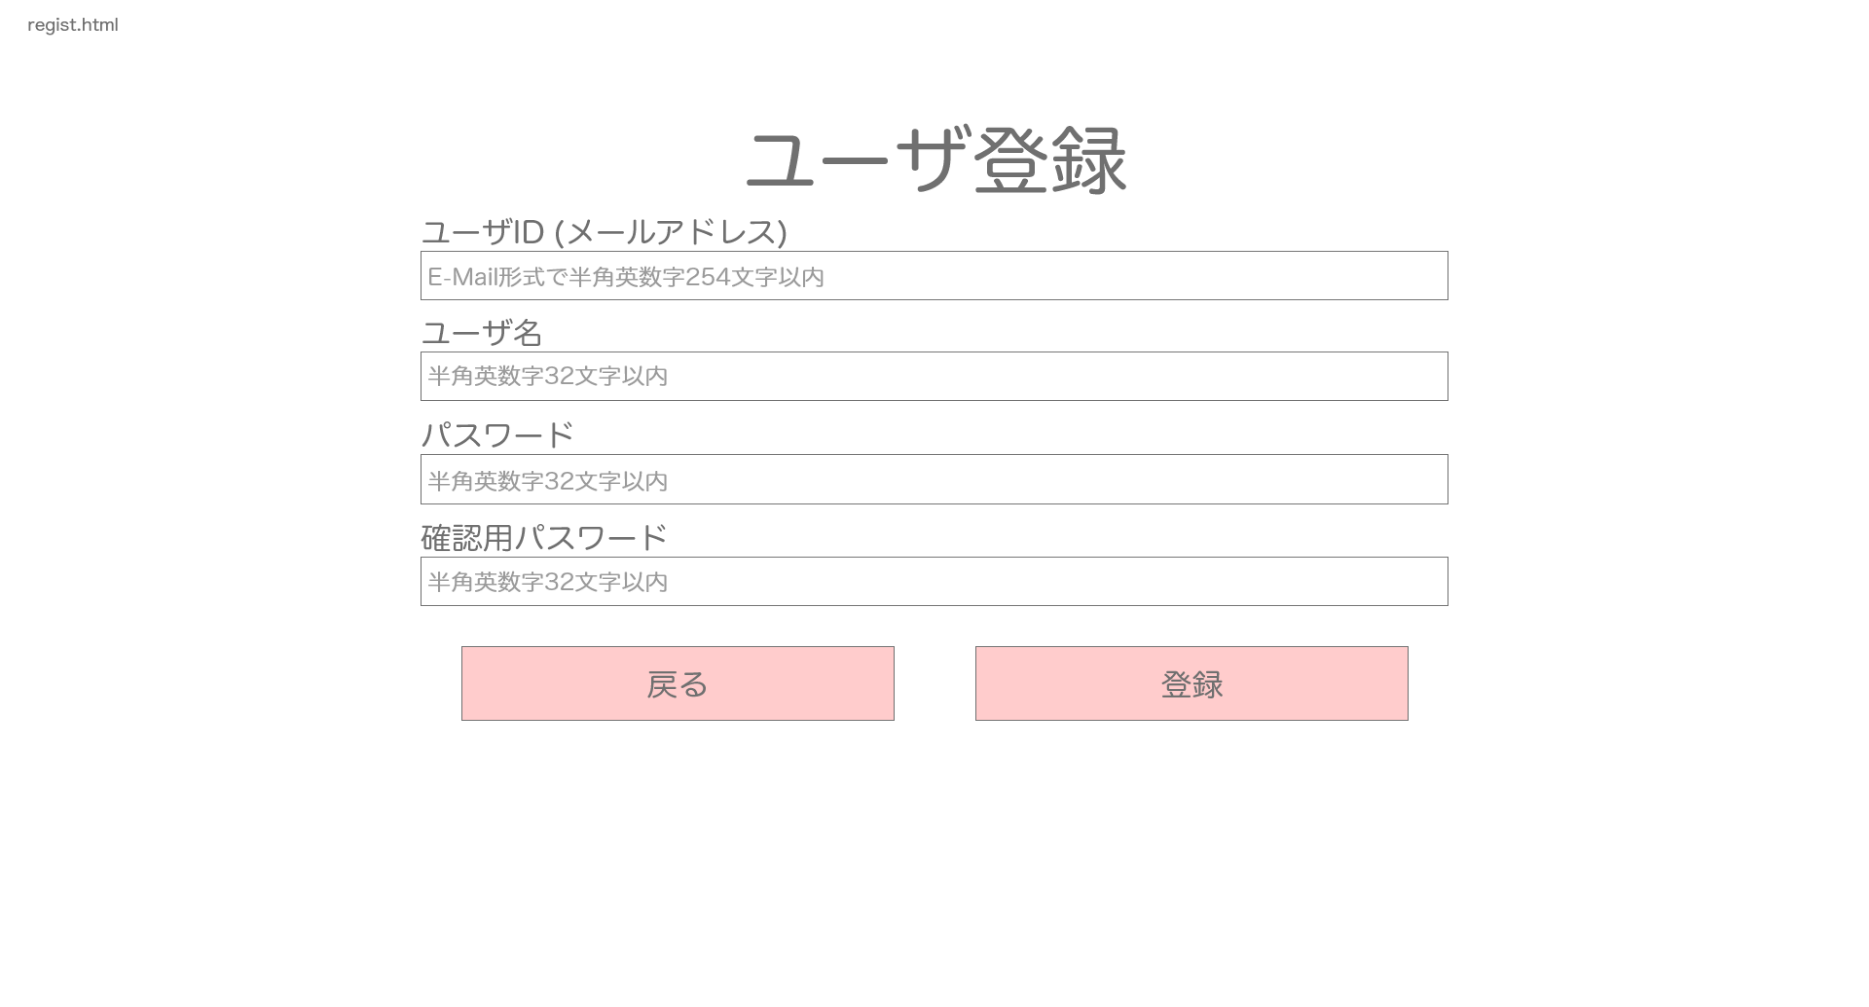 regist.html
ユーザ登録
ユーザID (メールアドレス)
E-Mail形式で半角英数字254文字以内
ユーザ名
半角英数字32文字以内
パスワード
半角英数字32文字以内
確認用パスワード
半角英数字32文字以内
戻る 登録